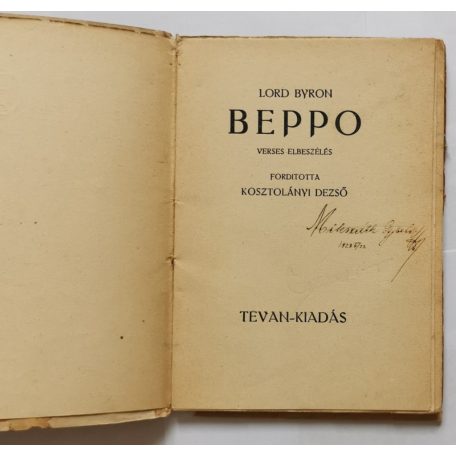 LORD BYRON
BEPPO
VERSES ELBESZÉLÉS
FORDITOTTA
KOSZTOLÁNYI DEZSŐ
TEVAN-KIADÁS